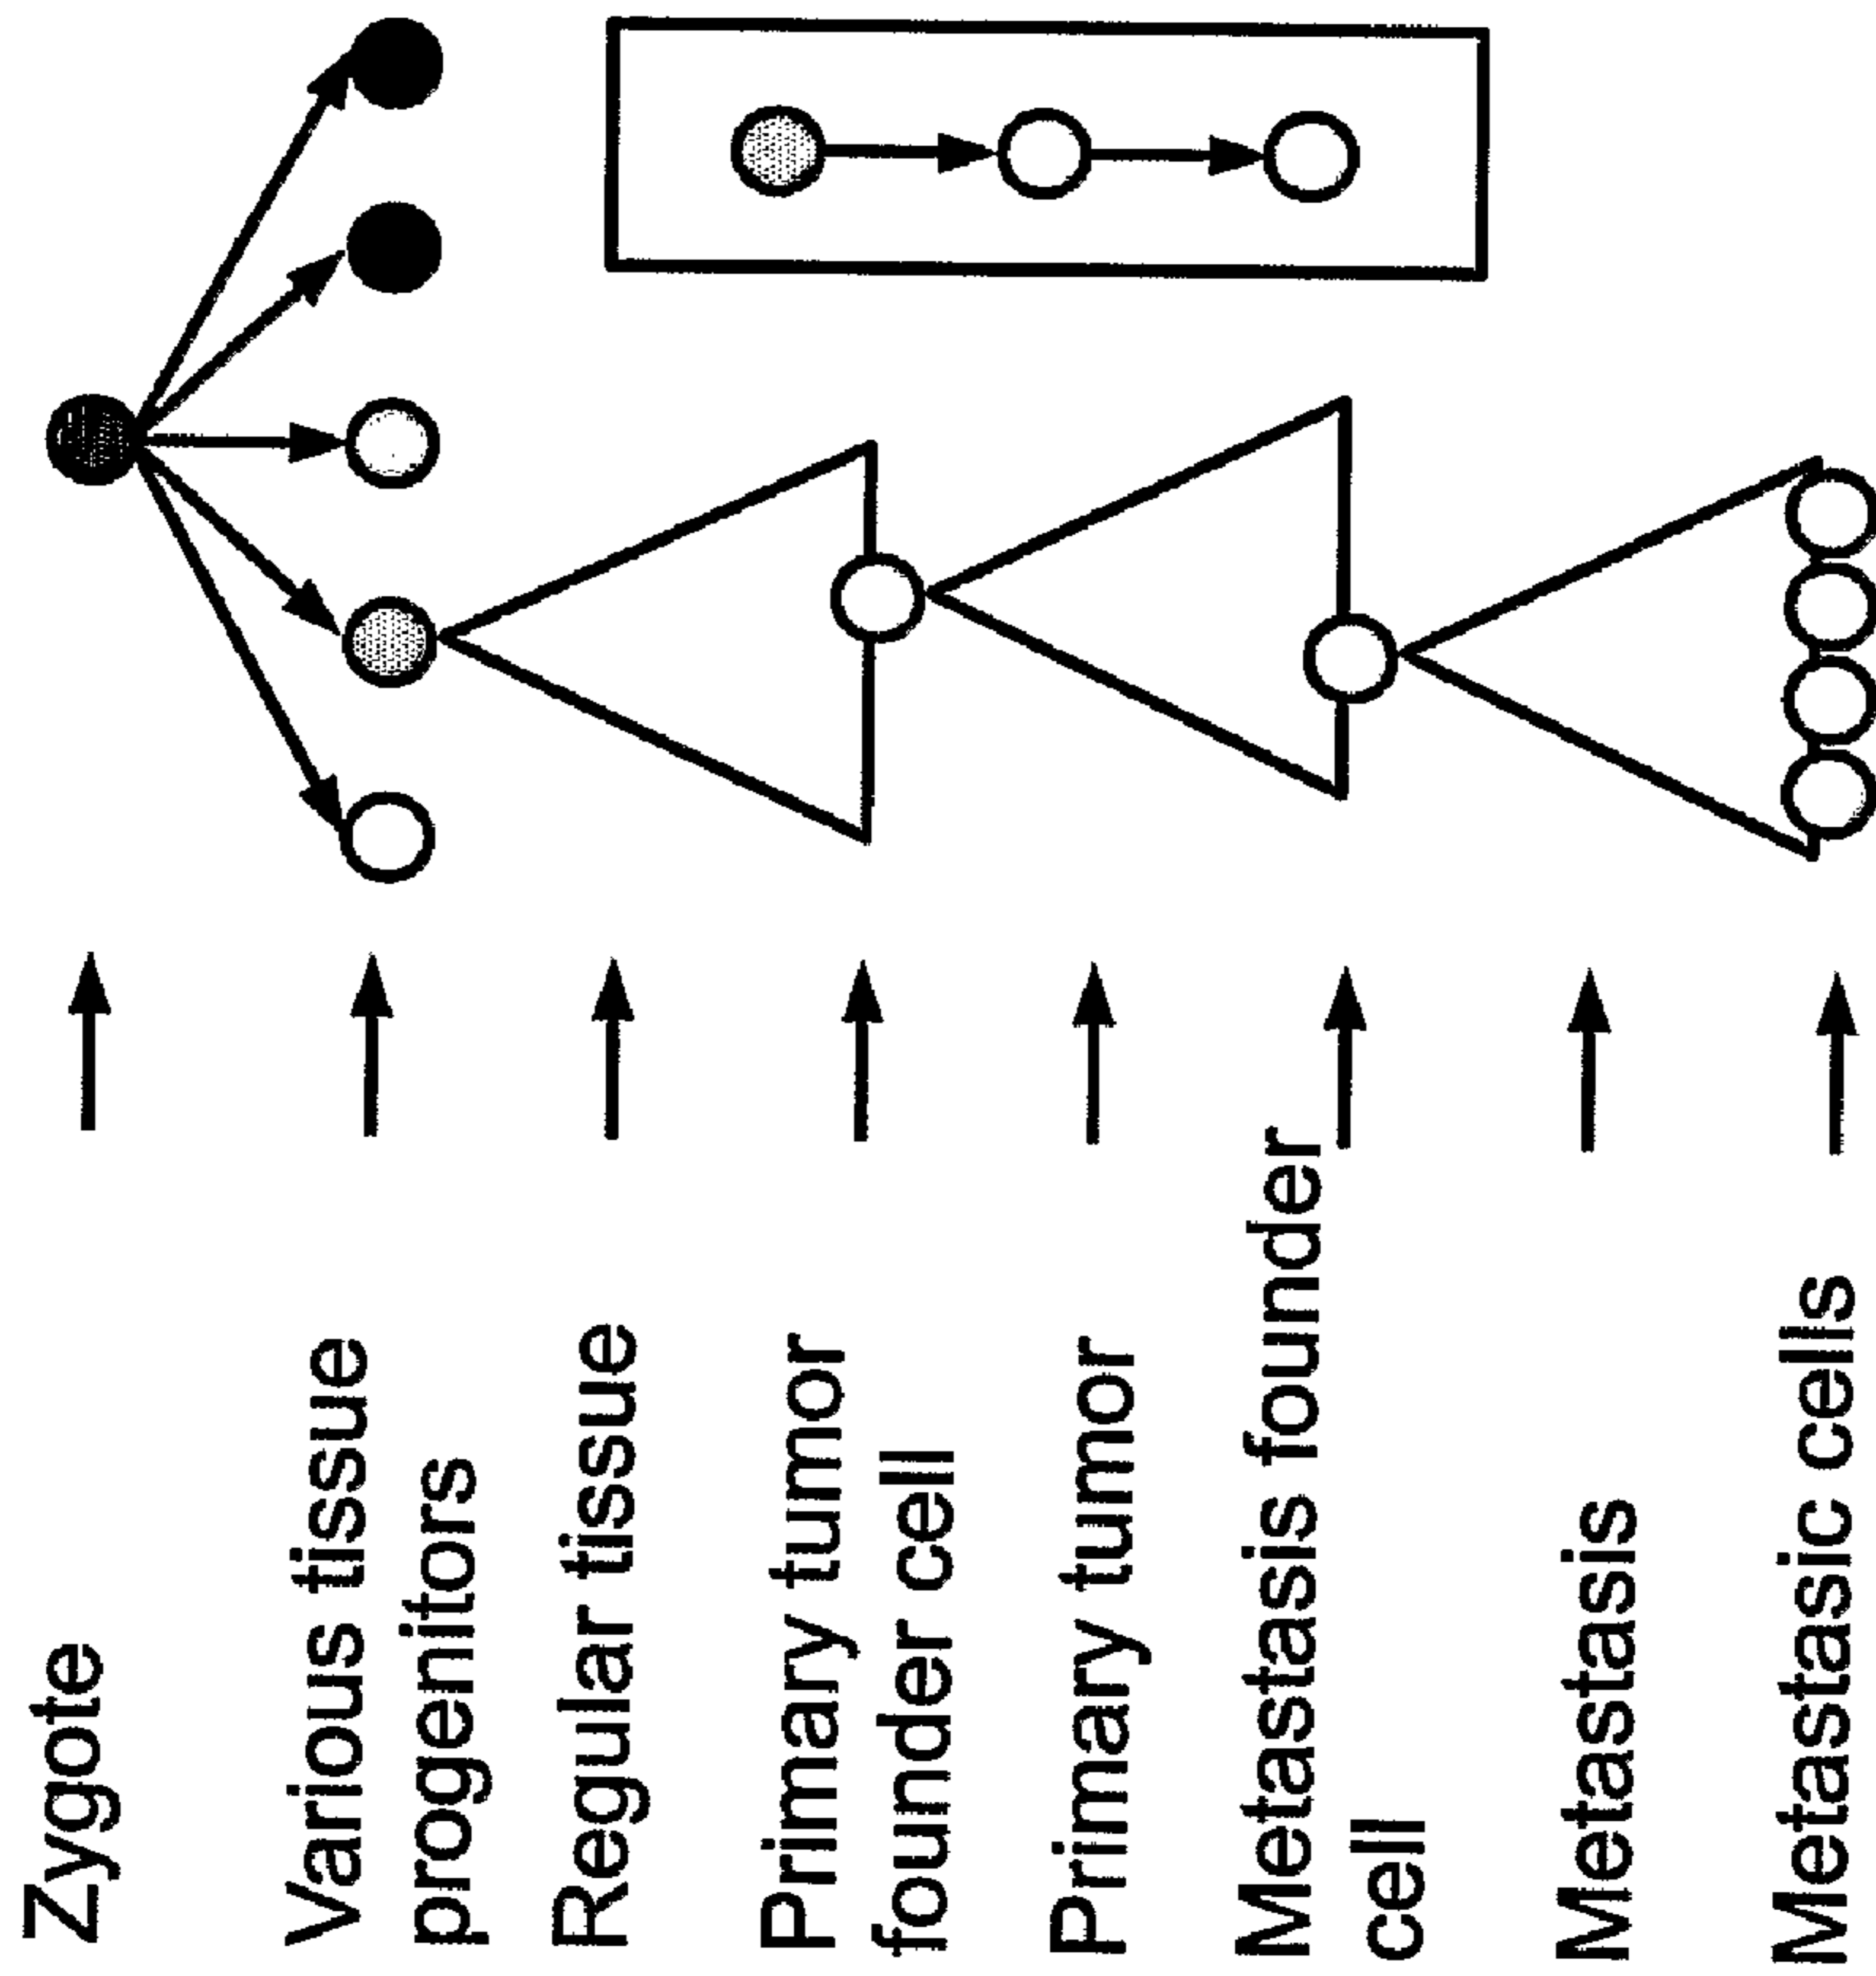 Zygote
Various tissue
progenitors
Regular tissue
Primary tumor
founder cell
Primary tumor
Metastasis founder
cell
Metastasis
Metastasic cells